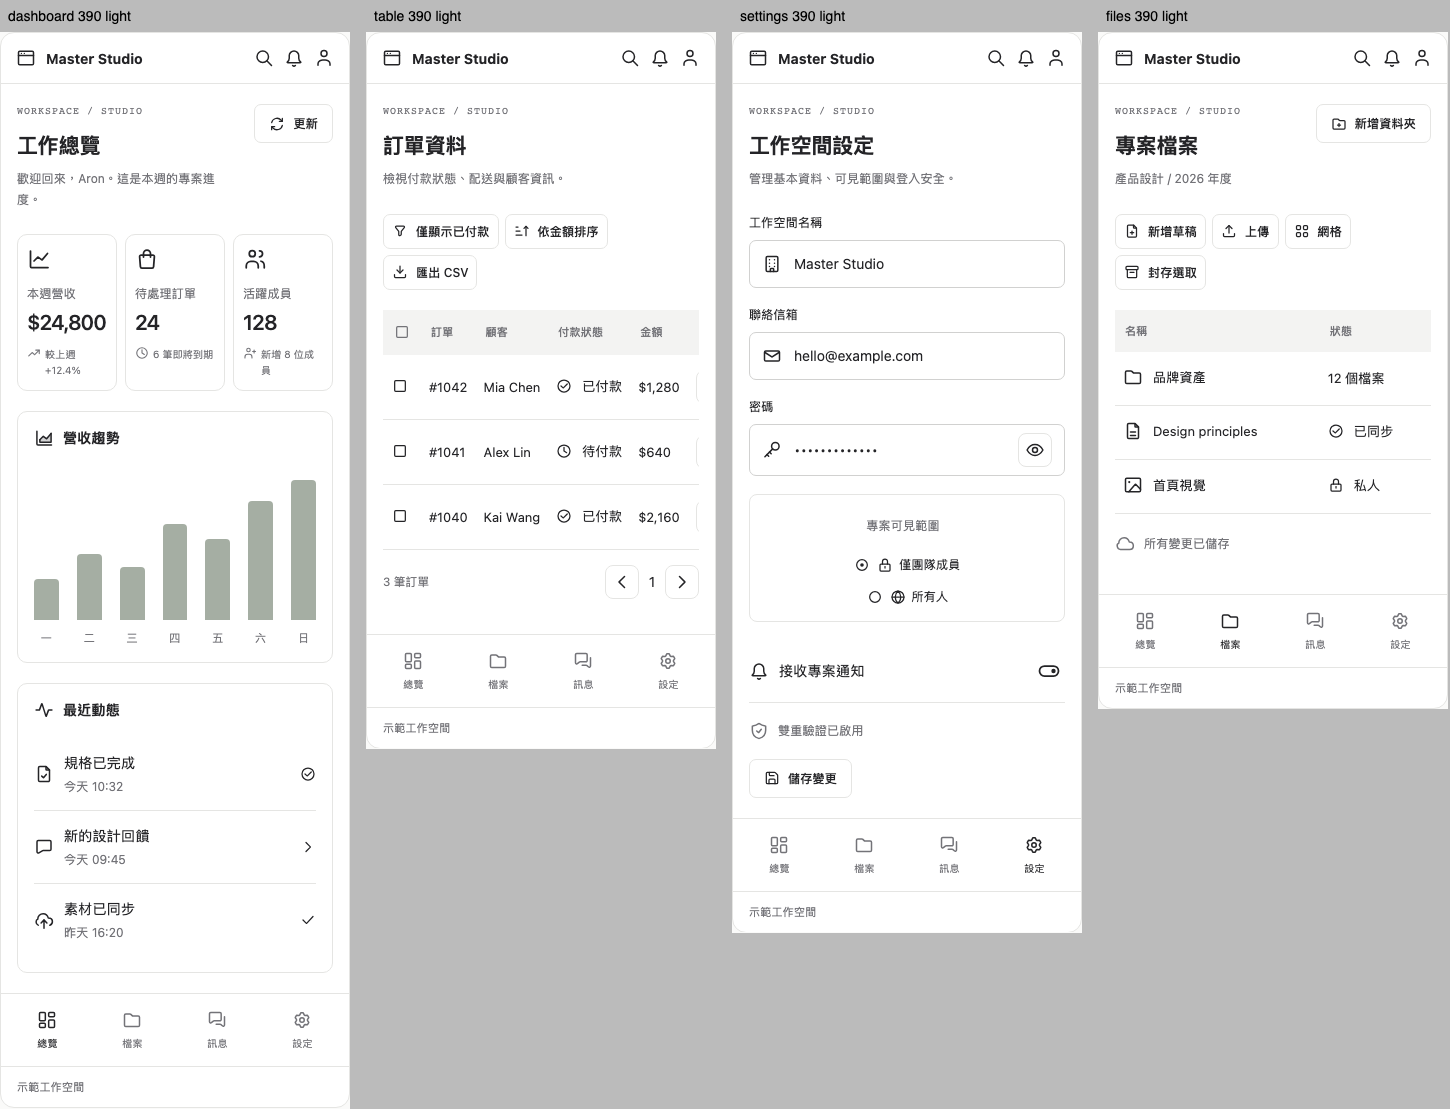 dashboard 390 light
Master Studio
WORKSPACE / STUDIO
更新
工作總覽
歡迎回來，Aron。這是本週的專案進
度。
本週營收
$24,800
較上週
+12.4%
待處理訂單
24
6 筆即將到期
活躍成員
128
新增 8 位成
員
營收趨勢
一 二 三 四 五 六 日
最近動態
規格已完成
今天 10:32
新的設計回饋
今天 09:45
素材已同步
昨天 16:20
總覽 檔案 訊息 設定
示範工作空間
table 390 light
Master Studio
WORKSPACE / STUDIO
訂單資料
檢視付款狀態、配送與顧客資訊。
僅顯示已付款 依金額排序
匯出 CSV
訂單 顧客 付款狀態 金額
#1042 Mia Chen 已付款 $1,280
#1041 Alex Lin 待付款 $640
#1040 Kai Wang 已付款 $2,160
3 筆訂單 1
總覽 檔案 訊息 設定
示範工作空間
settings 390 light
Master Studio
WORKSPACE / STUDIO
工作空間設定
管理基本資料、可見範圍與登入安全。
工作空間名稱
Master Studio
聯絡信箱
hello@example.com
密碼
•••••••••••••
專案可見範圍
僅團隊成員
所有人
接收專案通知
雙重驗證已啟用
儲存變更
總覽 檔案 訊息 設定
示範工作空間
files 390 light
Master Studio
WORKSPACE / STUDIO
新增資料夾
專案檔案
產品設計 / 2026 年度
新增草稿 上傳 網格
封存選取
名稱 狀態
品牌資產 12 個檔案
Design principles 已同步
首頁視覺 私人
所有變更已儲存
總覽 檔案 訊息 設定
示範工作空間